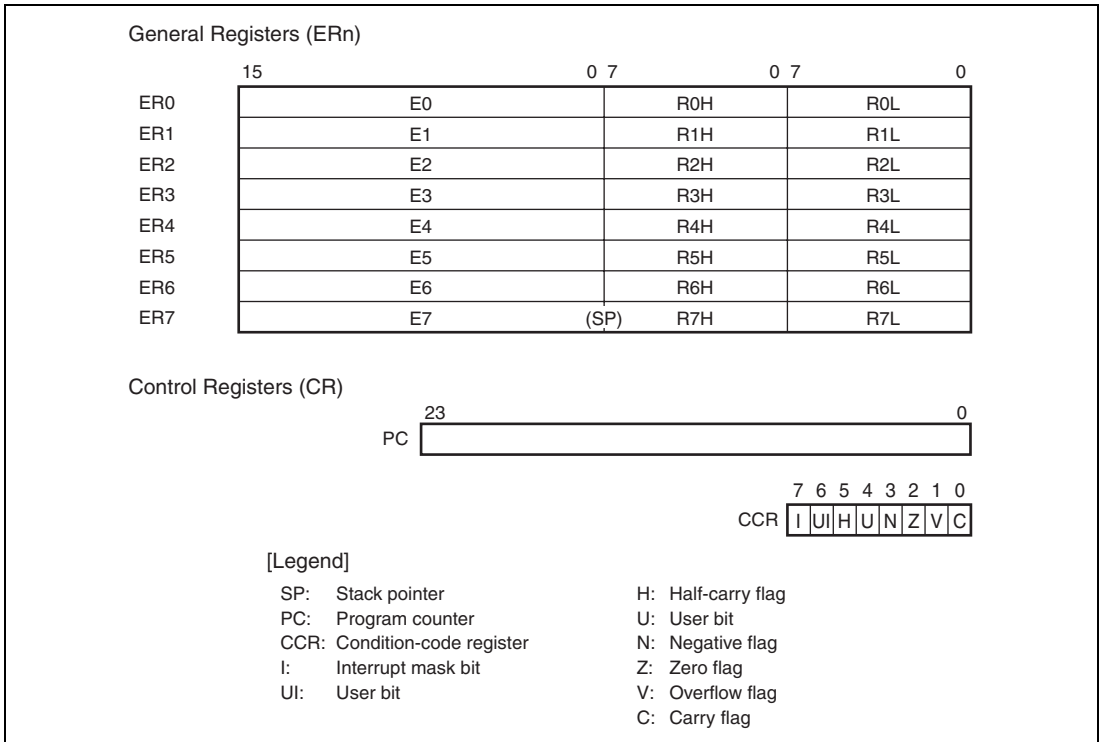 General Registers (ERn)
15 0 7 0 7 0
ER0 E0 R0H R0L
ER1 E1 R1H R1L
ER2 E2 R2H R2L
ER3 E3 R3H R3L
ER4 E4 R4H R4L
ER5 E5 R5H R5L
ER6 E6 R6H R6L
ER7 E7 (SP) R7H R7L
Control Registers (CR)
23 0
PC
7 6 5 4 3 2 1 0
CCR I UI H U N Z V C
[Legend]
SP: Stack pointer
PC: Program counter
CCR: Condition-code register
I: Interrupt mask bit
UI: User bit
H: Half-carry flag
U: User bit
N: Negative flag
Z: Zero flag
V: Overflow flag
C: Carry flag